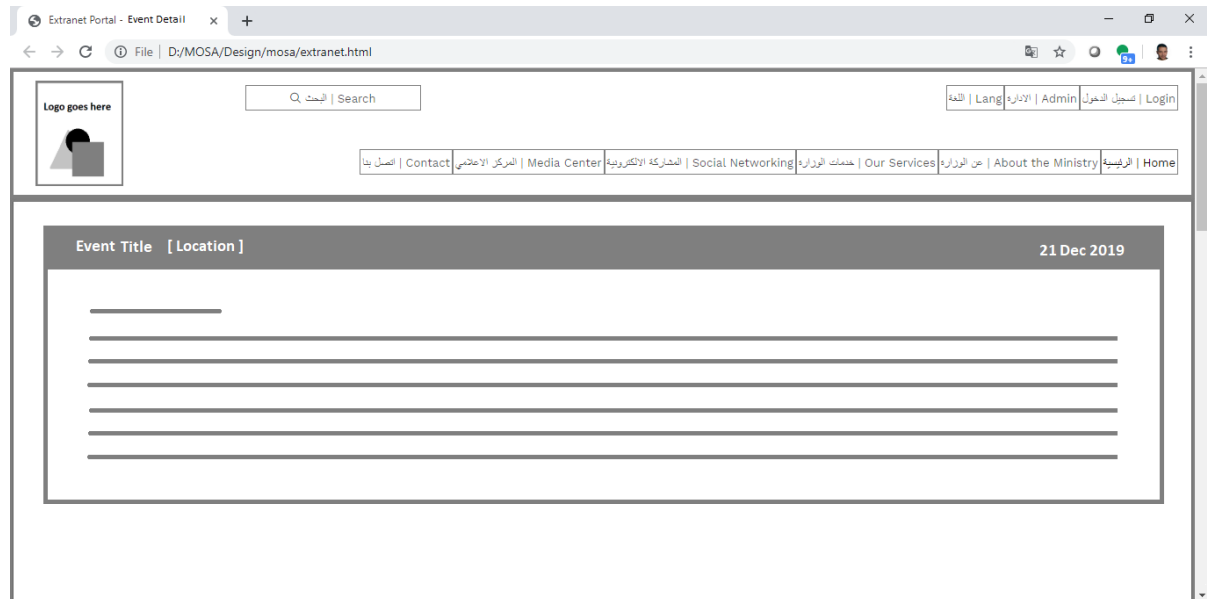 Extranet Portal - Event Detail
File | D:/MOSA/Design/mosa/extranet.html
9+
Logo goes here
البحث | Search
اللغة | Lang
الادارة | Admin
تسجيل الدخول | Login
اتصل بنا | Contact
المركز الاعلامي | Media Center
المشاركة الالكترونية | Social Networking
خدمات الوزارة | Our Services
عن الوزارة | About the Ministry
الرئيسية | Home
Event Title [ Location ]
21 Dec 2019